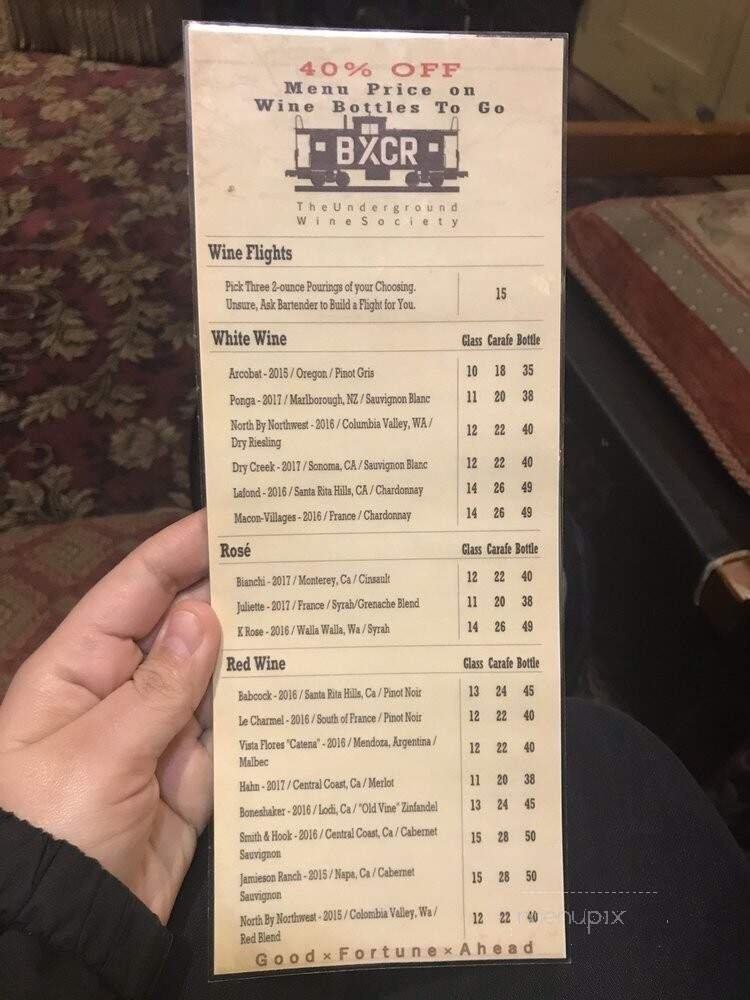 40% OFF
Menu Price on
Wine Bottles To Go
BXCR
TheUnderground
WineSociety
Wine Flights
Pick Three 2-ounce Pourings of your Choosing. 15
Unsure, Ask Bartender to Build a Flight for You.
White Wine Glass Carafe Bottle
Arcobat - 2015 / Oregon / Pinot Gris 10 18 35
Ponga - 2017 / Marlborough, NZ / Sauvignon Blanc 11 20 38
North By Northwest - 2016 / Columbia Valley, WA / 12 22 40
Dry Riesling
Dry Creek - 2017 / Sonoma, CA / Sauvignon Blanc 12 22 40
Lafond - 2016 / Santa Rita Hills, CA / Chardonnay 14 26 49
Macon-Villages - 2016 / France / Chardonnay 14 26 49
Rosé Glass Carafe Bottle
Bianchi - 2017 / Monterey, Ca / Cinsault 12 22 40
Juliette - 2017 / France / Syrah/Grenache Blend 11 20 38
K Rose - 2016 / Walla Walla, Wa / Syrah 14 26 49
Red Wine Glass Carafe Bottle
Babcock - 2016 / Santa Rita Hills, Ca / Pinot Noir 13 24 45
Le Charmel - 2016 / South of France / Pinot Noir 12 22 40
Vista Flores "Catena" - 2016 / Mendoza, Argentina / 12 22 40
Malbec
Hahn - 2017 / Central Coast, Ca / Merlot 11 20 38
Boneshaker - 2016 / Lodi, Ca / "Old Vine" Zinfandel 13 24 45
Smith & Hook - 2016 / Central Coast, Ca / Cabernet 15 28 50
Sauvignon
Jamieson Ranch - 2015 / Napa, Ca / Cabernet 15 28 50
Sauvignon
North By Northwest - 2015 / Colombia Valley, Wa / 12 22 40
Red Blend
menupix
Good×Fortune×Ahead